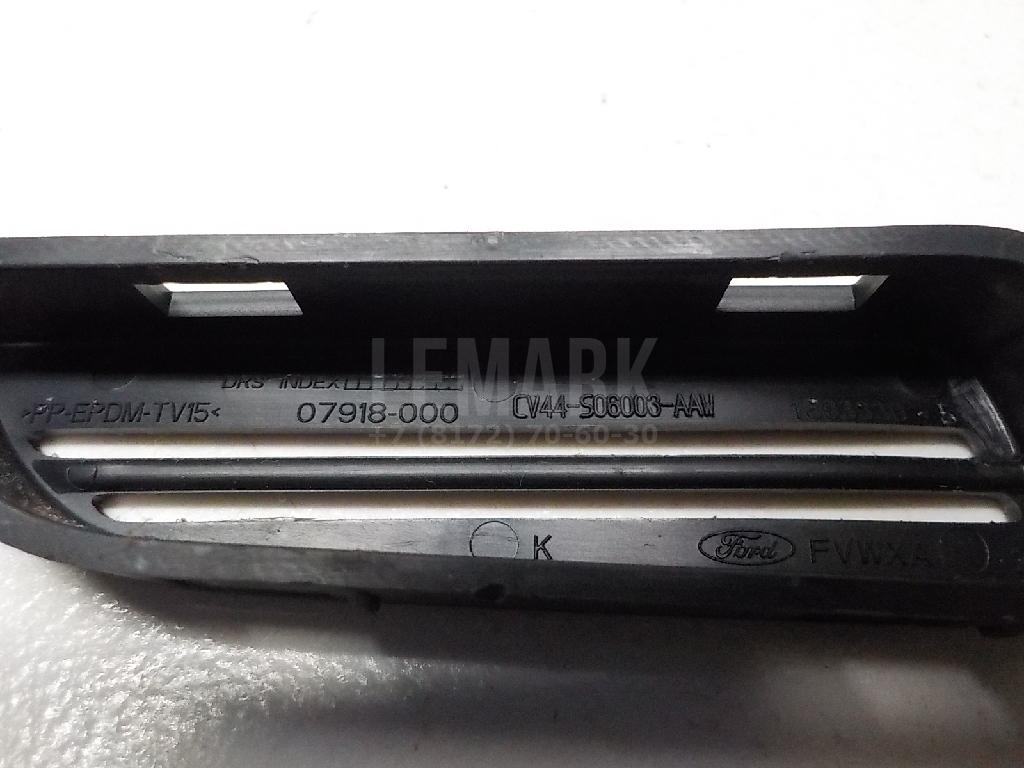 LEMARK
DRS INDEX
>PP-EPDM-TV15< 07918-000 CV44-S06003-AAW
+7 (8172) 70-60-30
K Ford FVWXA